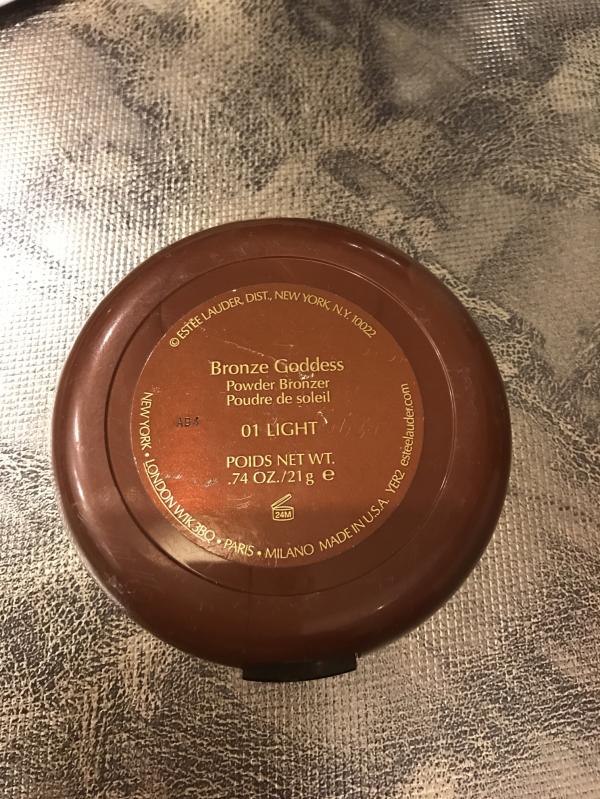 © ESTĒE LAUDER, DIST., NEW YORK, N.Y. 10022
Bronze Goddess
Powder Bronzer
Poudre de soleil
AB4
01 LIGHT
POIDS NET WT.
.74 OZ./21g e
24M
NEW YORK • LONDON W1K 3BQ • PARIS • MILANO MADE IN U.S.A. YER2 esteelauder.com